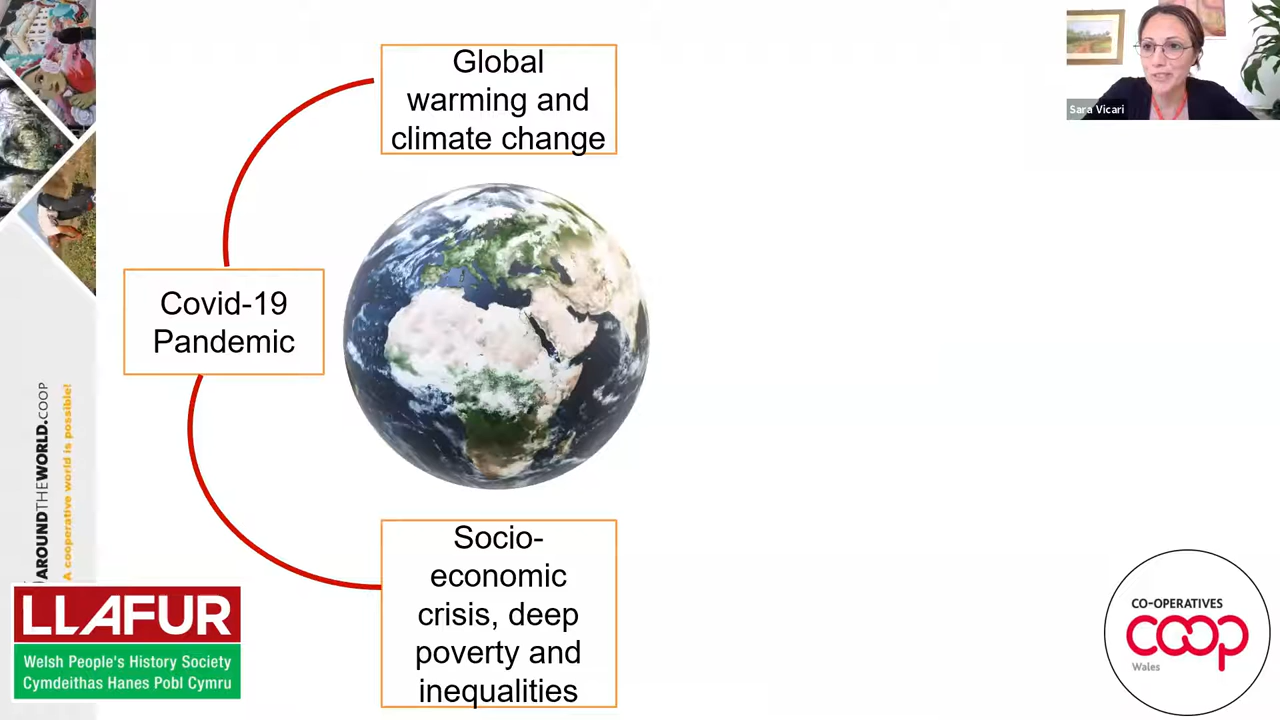 Global
warming and
climate change
Sara Vicari
Covid-19
Pandemic
Socio-
economic
crisis, deep
poverty and
inequalities
AROUNDTHEWORLD.COOP
A cooperative world is possible!
LLAFUR
Welsh People's History Society
Cymdeithas Hanes Pobl Cymru
CO-OPERATIVES
coop
Wales